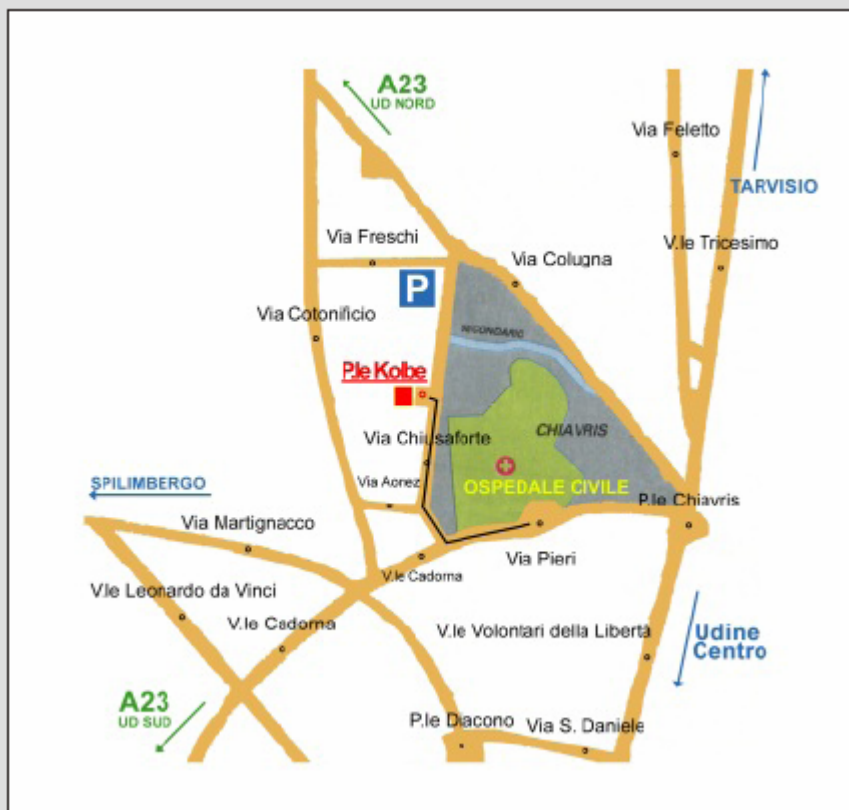 A23
UD NORD
Via Feletto
TARVISIO
Via Freschi
V.le Tricesimo
Via Colugna
P
Via Cotonificio
P.le Kolbe
CHIAVRIS
Via Chiusaforte
Via Aorez
OSPEDALE CIVILE
SPILIMBERGO
P.le Chiavris
Via Martignacco
Via Pieri
V.le Cadorna
V.le Leonardo da Vinci
V.le Cadorna
V.le Volontari della Libertà
Udine
Centro
A23
UD SUD
P.le Diacono
Via S. Daniele